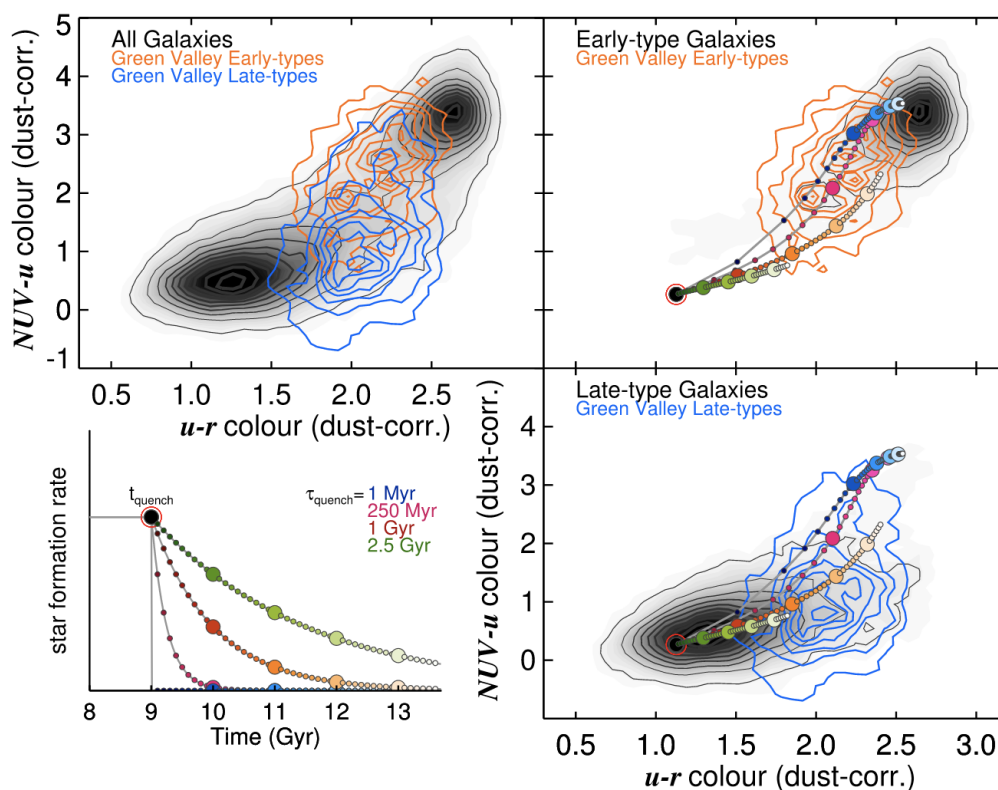 All Galaxies
Green Valley Early-types
Green Valley Late-types
5
4
3
2
1
0
-1
NUV-u colour (dust-corr.)
0.5 1.0 1.5 2.0 2.5
u-r colour (dust-corr.)
Early-type Galaxies
Green Valley Early-types
star formation rate
t_quench
τ_quench= 1 Myr
250 Myr
1 Gyr
2.5 Gyr
8 9 10 11 12 13
Time (Gyr)
Late-type Galaxies
Green Valley Late-types
4
3
2
1
0
NUV-u colour (dust-corr.)
0.5 1.0 1.5 2.0 2.5 3.0
u-r colour (dust-corr.)